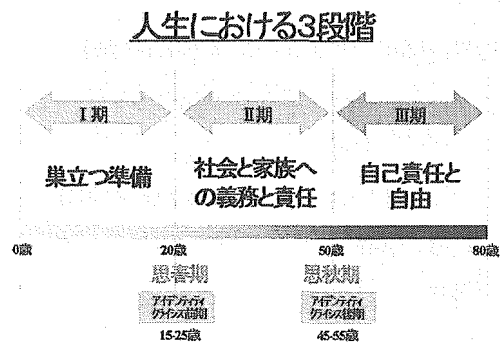 人生における3段階
Ⅰ期 Ⅱ期 Ⅲ期
巣立つ準備
社会と家族へ
の義務と責任
自己責任と
自由
0歳 20歳 50歳 80歳
思春期 思秋期
アイデンティティ
クライシス前期
アイデンティティ
クライシス後期
15-25歳 45-55歳